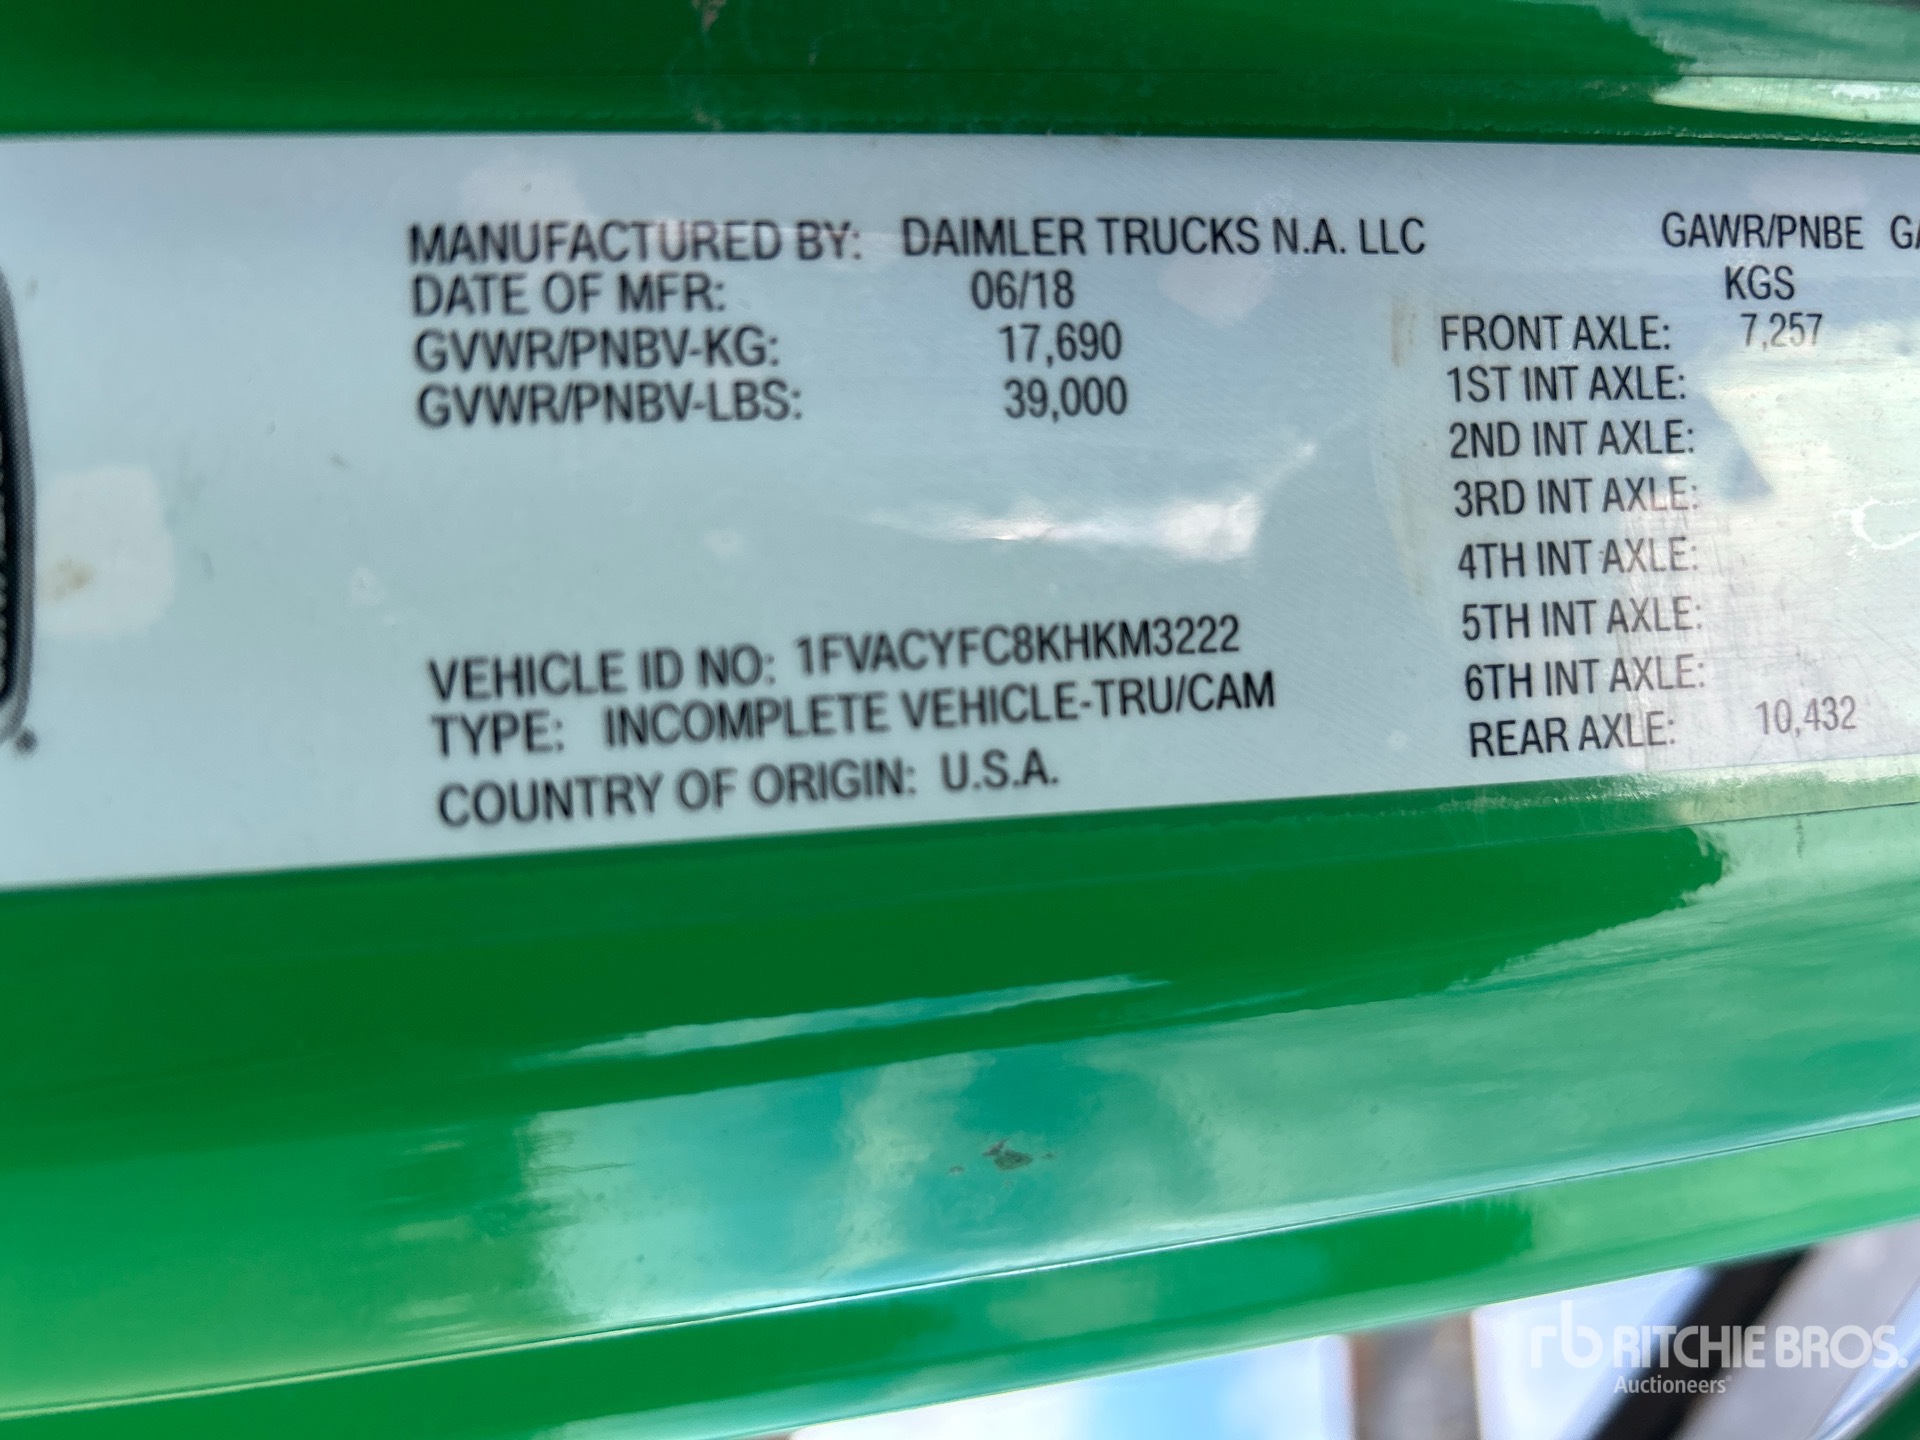 MANUFACTURED BY: DAIMLER TRUCKS N.A. LLC
DATE OF MFR: 06/18
GVWR/PNBV-KG: 17,690
GVWR/PNBV-LBS: 39,000
VEHICLE ID NO: 1FVACYFC8KHKM3222
TYPE: INCOMPLETE VEHICLE-TRU/CAM
COUNTRY OF ORIGIN: U.S.A.
GAWR/PNBE GA
KGS
FRONT AXLE: 7,257
1ST INT AXLE:
2ND INT AXLE:
3RD INT AXLE:
4TH INT AXLE:
5TH INT AXLE:
6TH INT AXLE:
REAR AXLE: 10,432
rb RITCHIE BROS.
Auctioneers